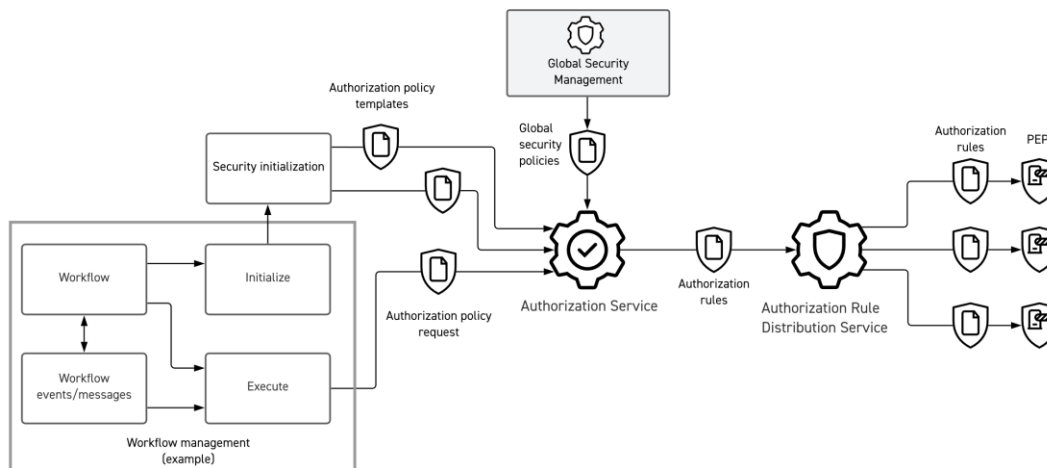 Global Security
Management
Authorization policy
templates
Global
security
policies
Authorization
rules
PEP
Security initialization
Workflow
Initialize
Authorization Service
Authorization
rules
Authorization Rule
Distribution Service
Authorization policy
request
Workflow
events/messages
Execute
Workflow management
(example)